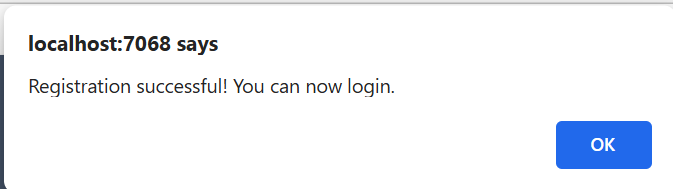 localhost:7068 says
Registration successful! You can now login.
OK